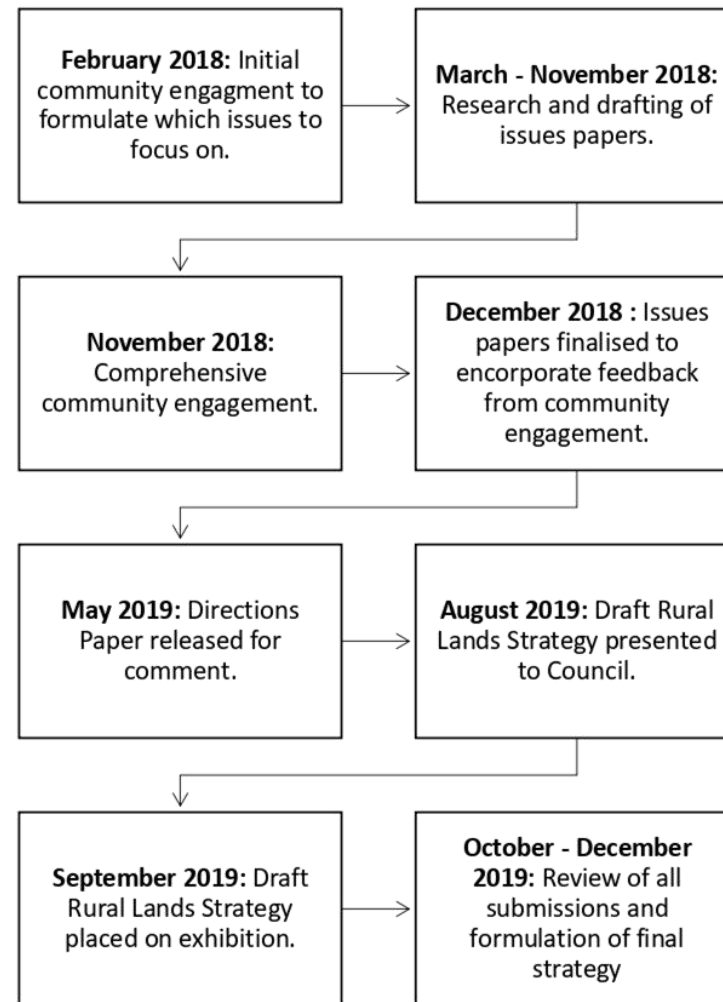 February 2018: Initial
community engagment to
formulate which issues to
focus on.
March - November 2018:
Research and drafting of
issues papers.
November 2018:
Comprehensive
community engagement.
December 2018 : Issues
papers finalised to
encorporate feedback
from community
engagement.
May 2019: Directions
Paper released for
comment.
August 2019: Draft Rural
Lands Strategy presented
to Council.
September 2019: Draft
Rural Lands Strategy
placed on exhibition.
October - December
2019: Review of all
submissions and
formulation of final
strategy